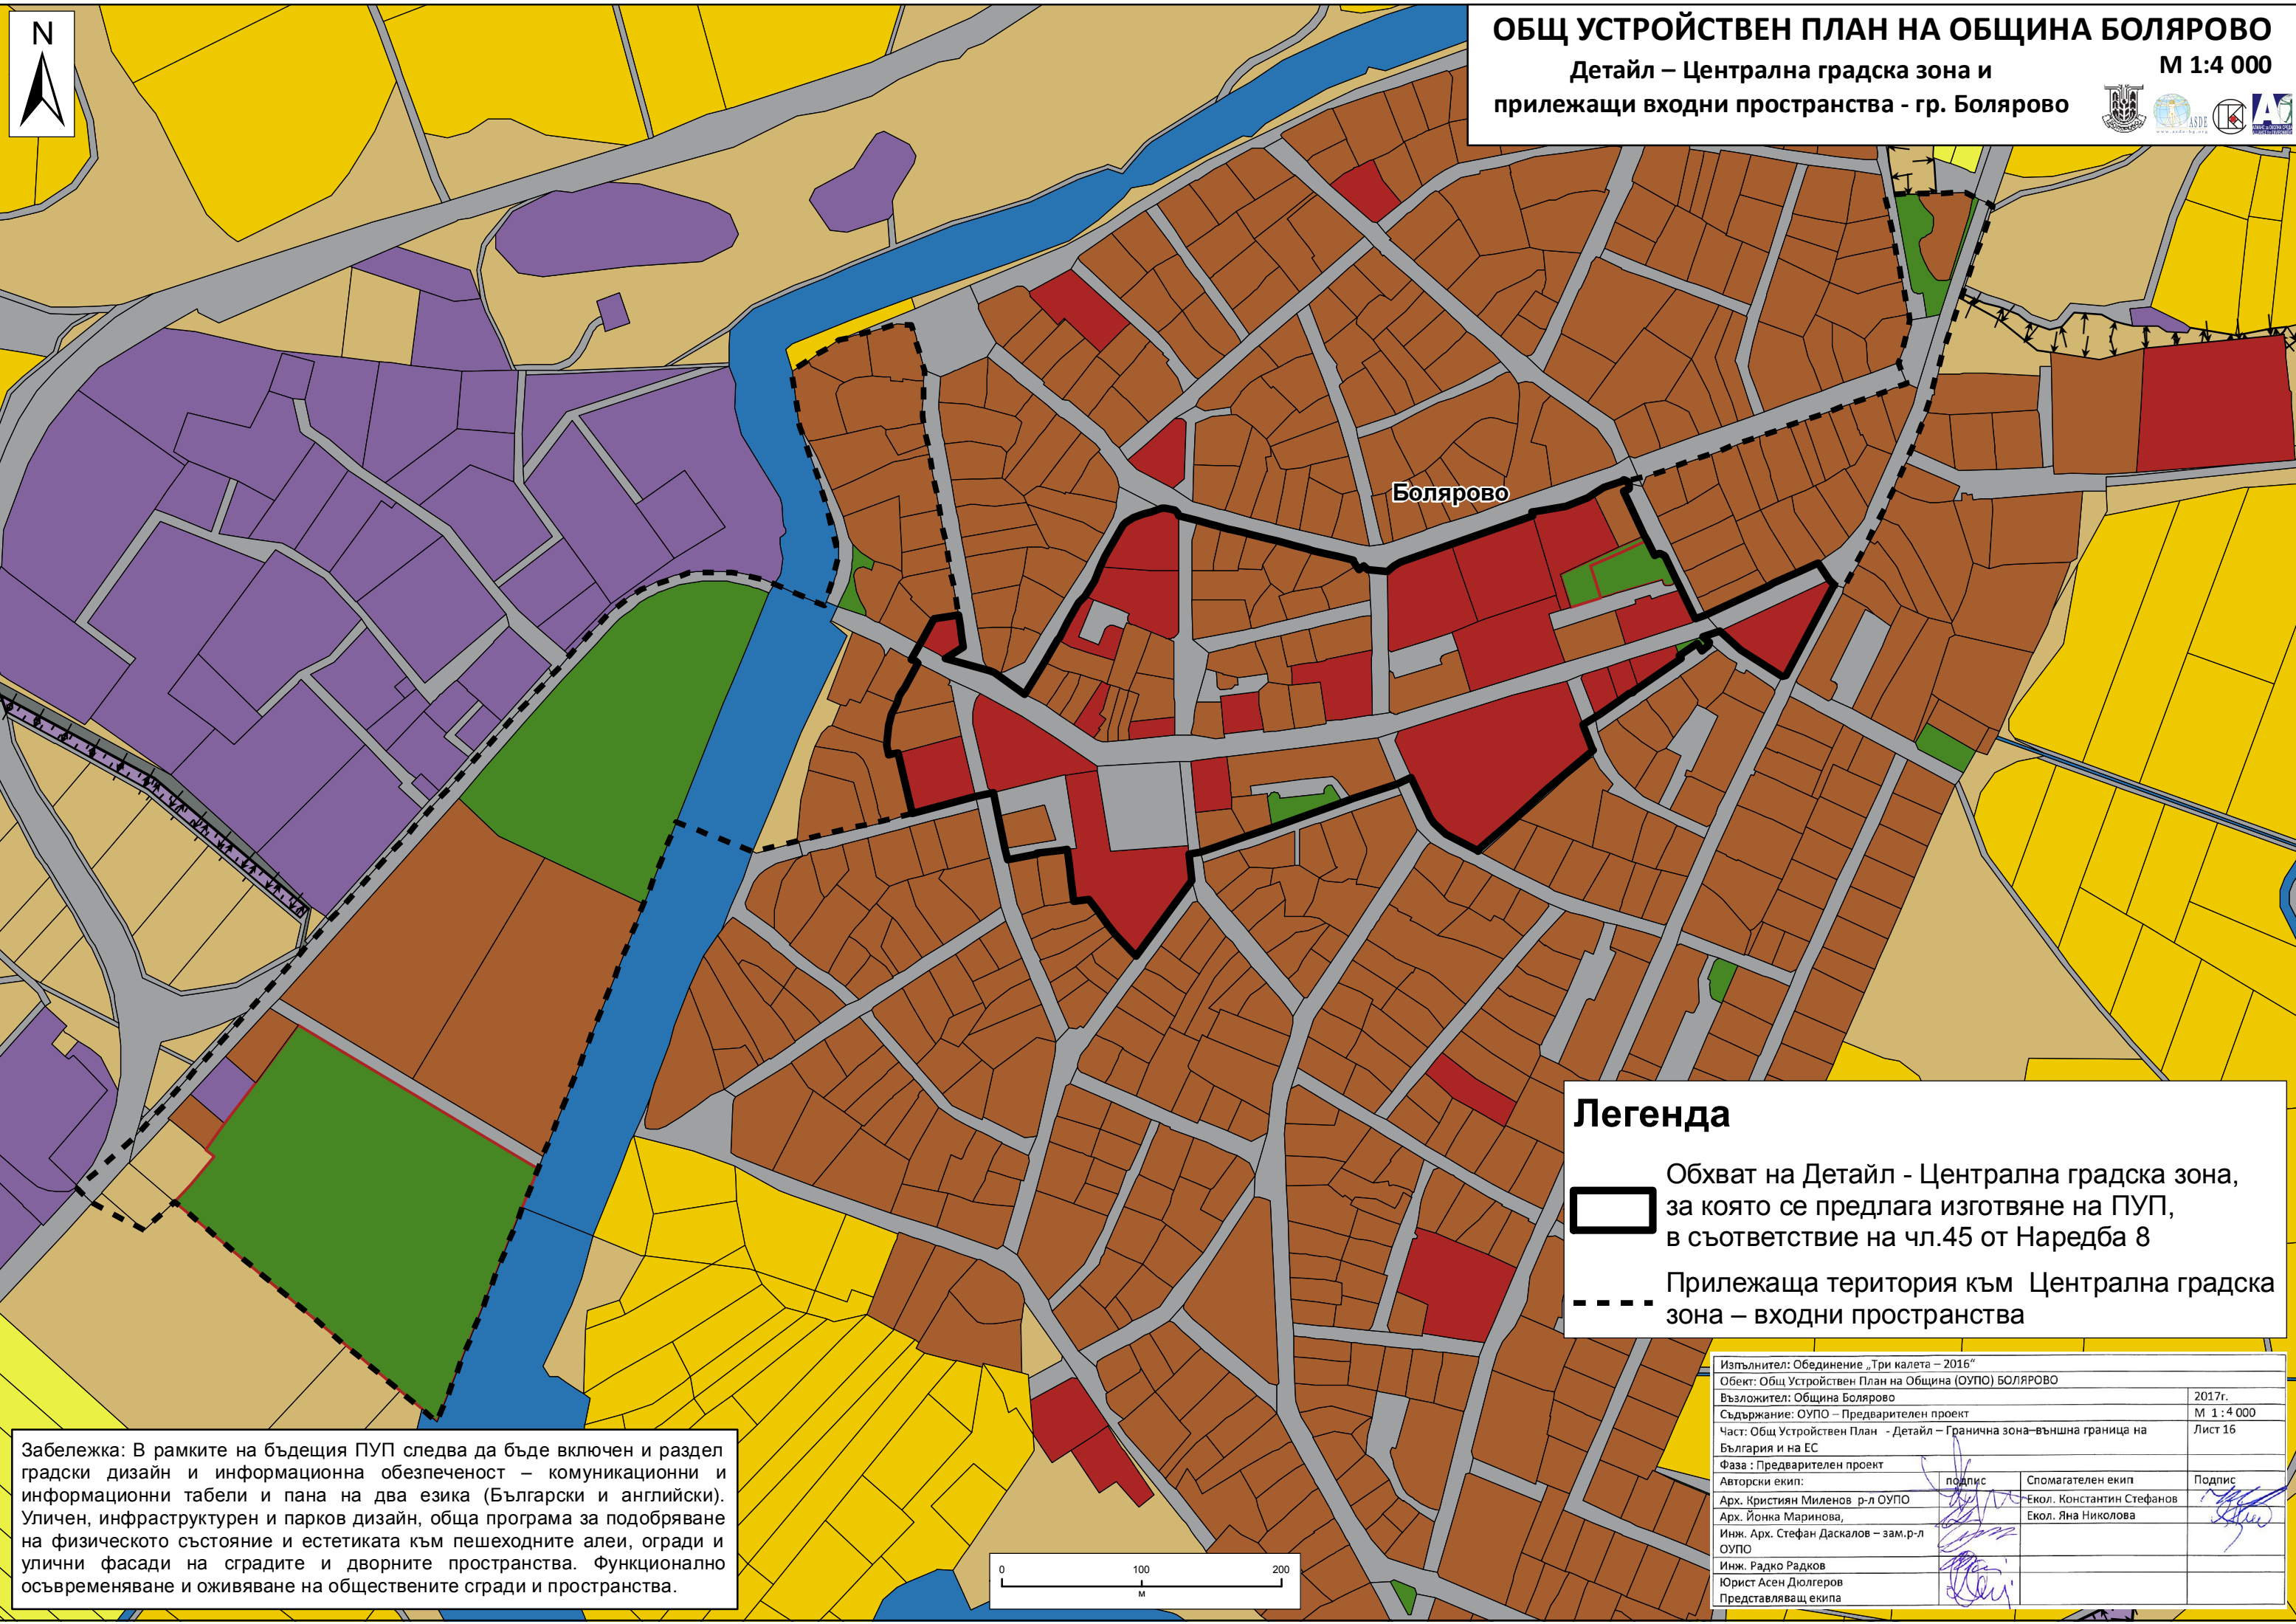 N
ОБЩ УСТРОЙСТВЕН ПЛАН НА ОБЩИНА БОЛЯРОВО
Детайл – Централна градска зона и
М 1:4 000
прилежащи входни пространства - гр. Болярово
ASDE
Болярово
Легенда
Обхват на Детайл - Централна градска зона,
за която се предлага изготвяне на ПУП,
в съответствие на чл.45 от Наредба 8
Прилежаща територия към Централна градска
зона – входни пространства
Забележка: В рамките на бъдещия ПУП следва да бъде включен и раздел
градски дизайн и информационна обезпеченост – комуникационни и
информационни табели и пана на два езика (Български и английски).
Уличен, инфраструктурен и парков дизайн, обща програма за подобряване
на физическото състояние и естетиката към пешеходните алеи, огради и
улични фасади на сградите и дворните пространства. Функционално
осъвременяване и оживяване на обществените сгради и пространства.
0 100 200
м
Изпълнител: Обединение „Три калета – 2016“
Обект: Общ Устройствен План на Община (ОУПО) БОЛЯРОВО
Възложител: Община Болярово 2017г.
Съдържание: ОУПО – Предварителен проект М 1:4 000
Част: Общ Устройствен План - Детайл – Гранична зона–външна граница на Лист 16
България и на ЕС
Фаза : Предварителен проект
Авторски екип: подпис Спомагателен екип Подпис
Арх. Кристиян Миленов р-л ОУПО Екол. Константин Стефанов
Арх. Йонка Маринова, Екол. Яна Николова
Инж. Арх. Стефан Даскалов – зам.р-л
ОУПО
Инж. Радко Радков
Юрист Асен Дюлгеров
Представляващ екипа